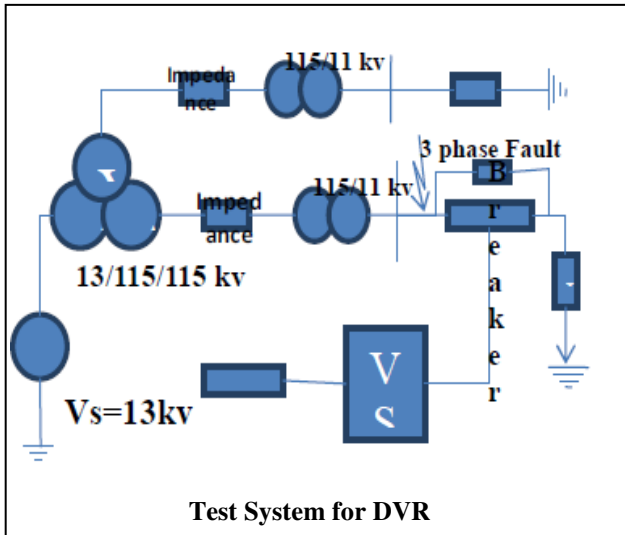 115/11 kv
Impeda
nce
3 phase Fault
Breaker
115/11 kv
Imped
ance
13/115/115 kv
V
S
Vs=13kv
Test System for DVR